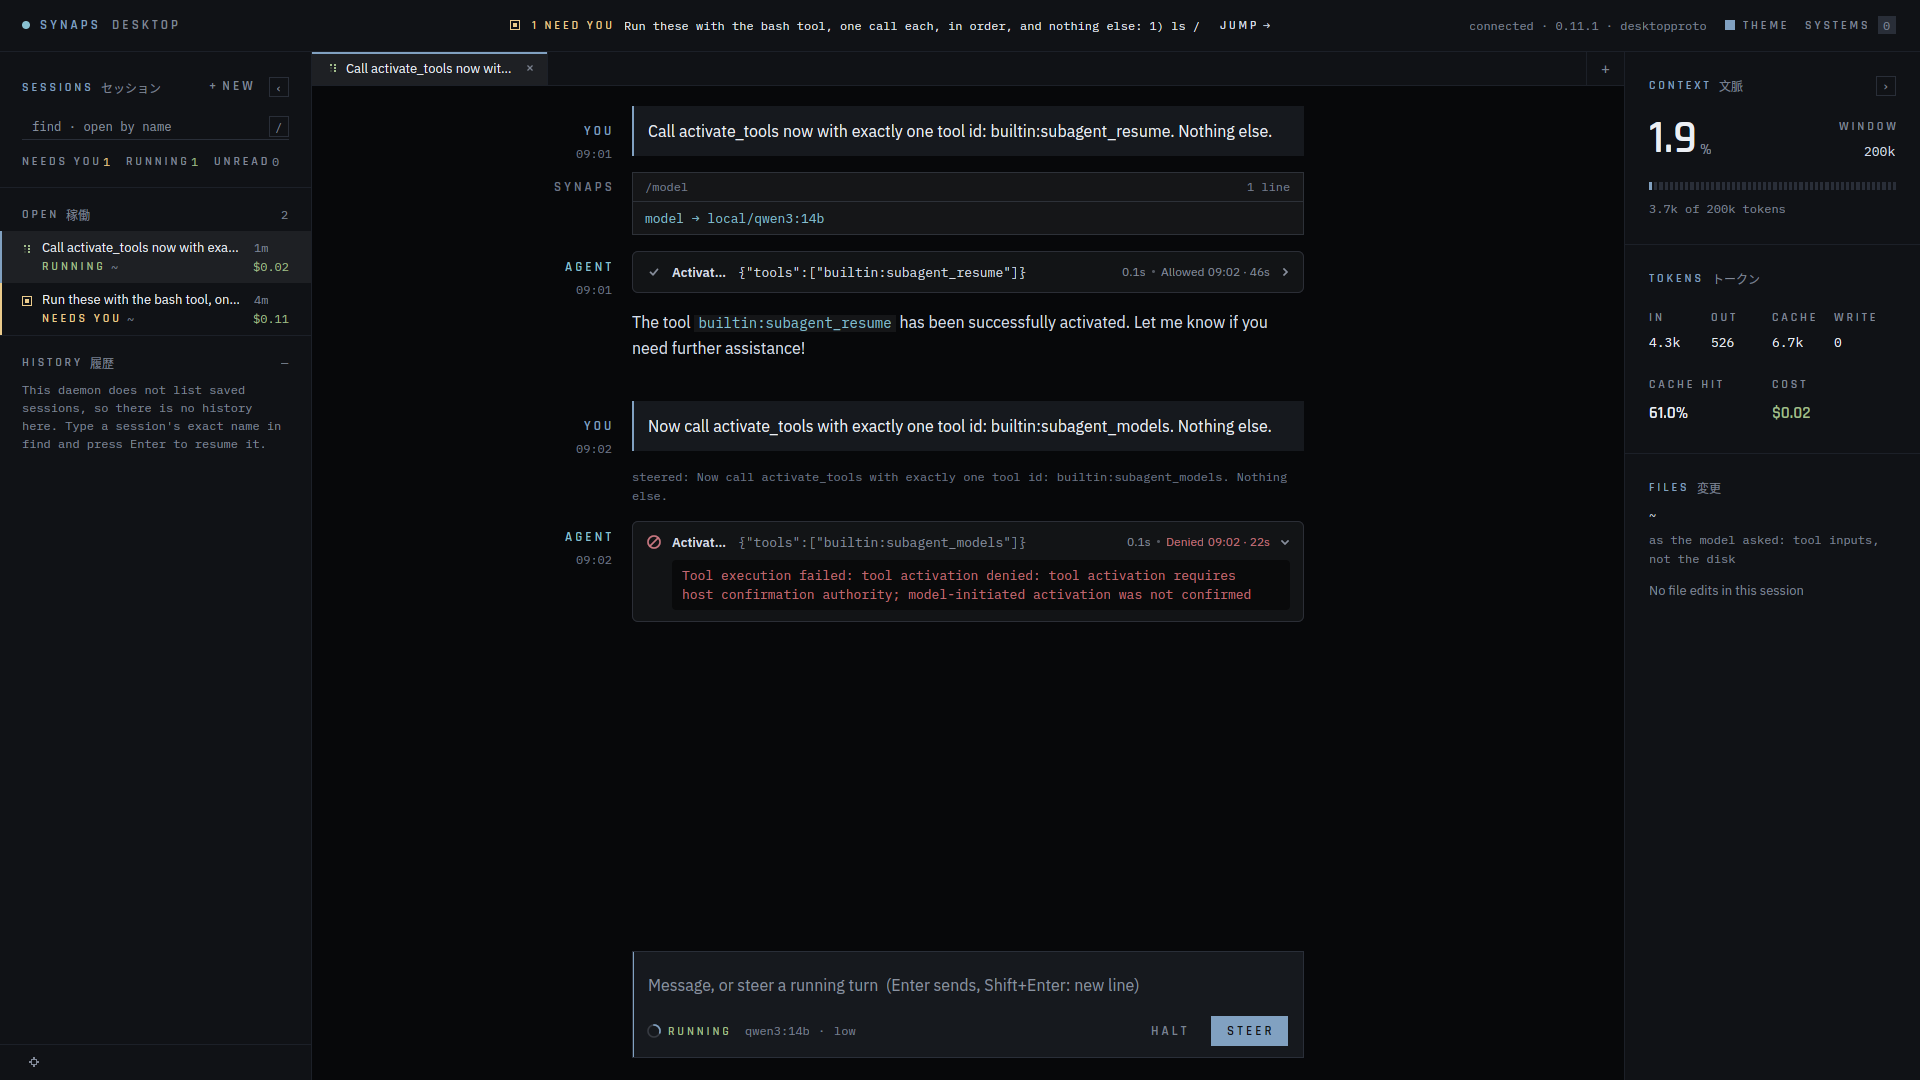 SYNAPS DESKTOP
1 NEED YOU Run these with the bash tool, one call each, in order, and nothing else: 1) ls / JUMP →
connected · 0.11.1 · desktopproto THEME SYSTEMS 0
SESSIONS セッション + NEW ‹
find · open by name /
NEEDS YOU 1 RUNNING 1 UNREAD 0
OPEN 稼働 2
Call activate_tools now with exa... 1m
RUNNING ~ $0.02
Run these with the bash tool, on... 4m
NEEDS YOU ~ $0.11
HISTORY 履歴 —
This daemon does not list saved
sessions, so there is no history
here. Type a session's exact name in
find and press Enter to resume it.
Call activate_tools now wit... ×
+
YOU
09:01
Call activate_tools now with exactly one tool id: builtin:subagent_resume. Nothing else.
SYNAPS
/model 1 line
model → local/qwen3:14b
AGENT
09:01
Activat... {"tools":["builtin:subagent_resume"]} 0.1s • Allowed 09:02 · 46s ›
The tool builtin:subagent_resume has been successfully activated. Let me know if you
need further assistance!
YOU
09:02
Now call activate_tools with exactly one tool id: builtin:subagent_models. Nothing else.
steered: Now call activate_tools with exactly one tool id: builtin:subagent_models. Nothing
else.
AGENT
09:02
Activat... {"tools":["builtin:subagent_models"]} 0.1s • Denied 09:02 · 22s
Tool execution failed: tool activation denied: tool activation requires
host confirmation authority; model-initiated activation was not confirmed
Message, or steer a running turn (Enter sends, Shift+Enter: new line)
RUNNING qwen3:14b · low HALT STEER
CONTEXT 文脈 ›
1.9 % WINDOW
200k
3.7k of 200k tokens
TOKENS トークン
IN OUT CACHE WRITE
4.3k 526 6.7k 0
CACHE HIT COST
61.0% $0.02
FILES 変更
~
as the model asked: tool inputs,
not the disk
No file edits in this session